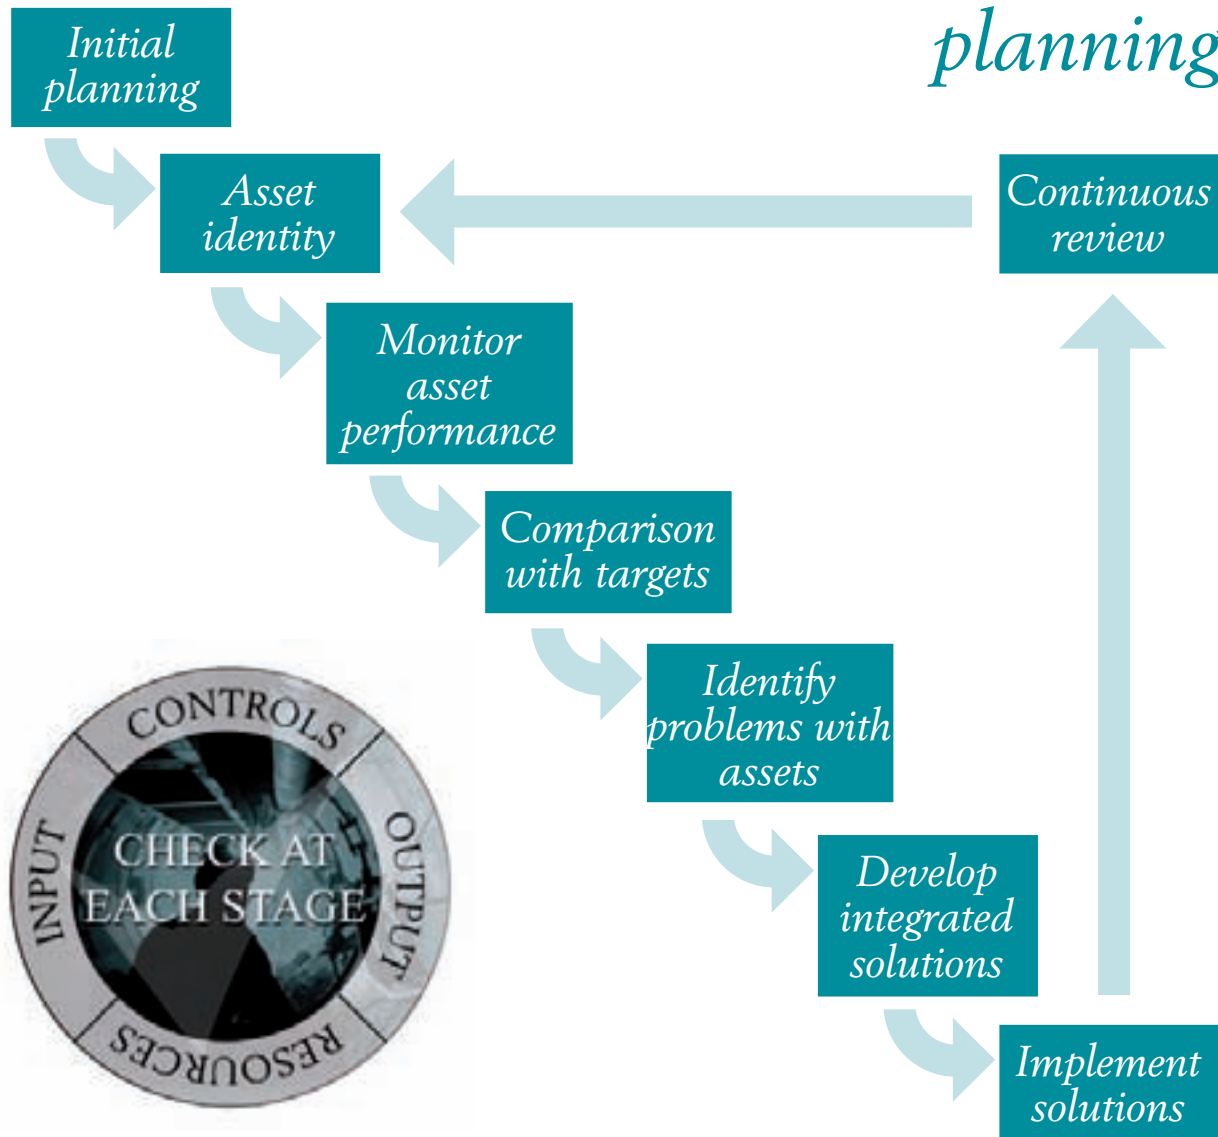 planning
Initial
planning
Asset
identity
Continuous
review
Monitor
asset
performance
Comparison
with targets
Identify
problems with
assets
Develop
integrated
solutions
Implement
solutions
CONTROLS
INPUT
OUTPUT
RESOURCES
CHECK AT
EACH STAGE